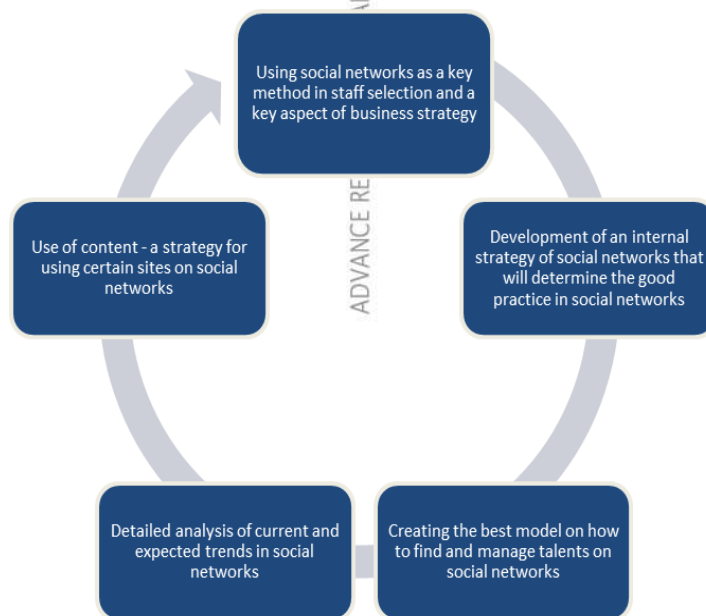 Using social networks as a key
method in staff selection and a
key aspect of business strategy
Development of an internal
strategy of social networks that
will determine the good
practice in social networks
Creating the best model on how
to find and manage talents on
social networks
Detailed analysis of current and
expected trends in social
networks
Use of content - a strategy for
using certain sites on social
networks
ADVANCE